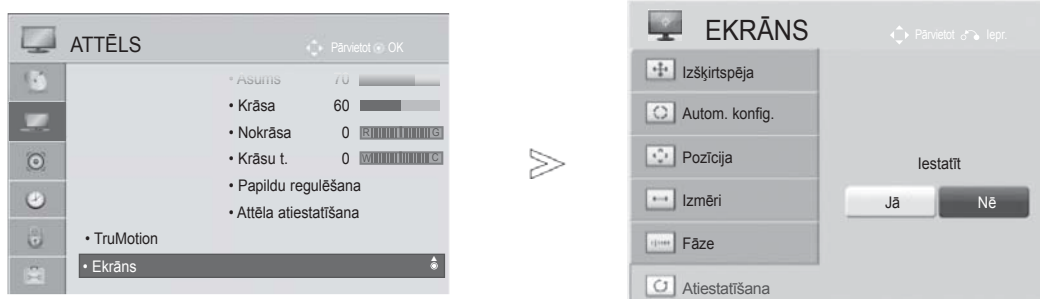 ATTĒLS
Pārvietot OK
• Asums 70
• Krāsa 60
• Nokrāsa 0 R G
• Krāsu t. 0 W C
• Papildu regulēšana
• Attēla atiestatīšana
• TruMotion
• Ekrāns
EKRĀNS
Pārvietot Iepr.
Izšķirtspēja
Autom. konfig.
Pozīcija
Izmēri
Fāze
Atiestatīšana
Iestatīt
Jā Nē